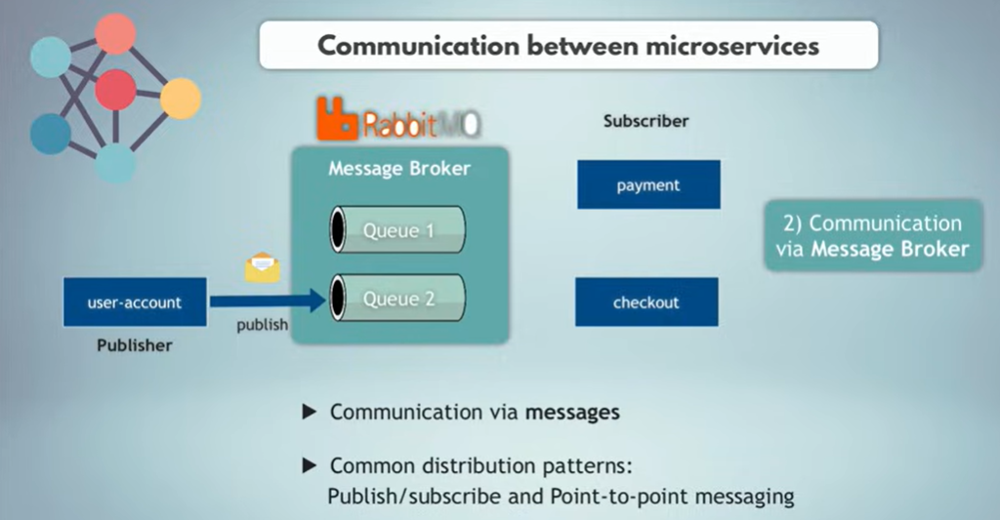 Communication between microservices
RabbitMQ
Subscriber
Message Broker
payment
Queue 1
2) Communication
via Message Broker
user-account
publish
Queue 2
checkout
Publisher
▶ Communication via messages
▶ Common distribution patterns:
Publish/subscribe and Point-to-point messaging